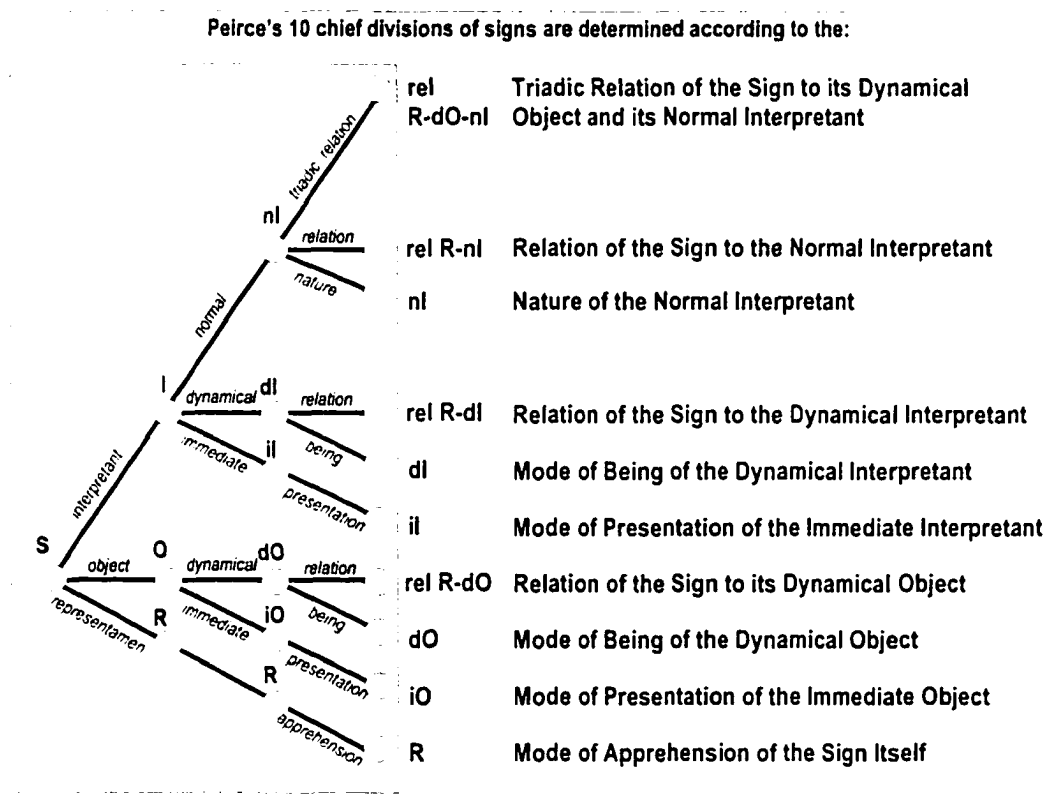 Peirce's 10 chief divisions of signs are determined according to the:
rel Triadic Relation of the Sign to its Dynamical
R-dO-nI Object and its Normal Interpretant
triadic relation
nI
relation
rel R-nI Relation of the Sign to the Normal Interpretant
nature
nI Nature of the Normal Interpretant
normal
I
dynamical dI relation
rel R-dI Relation of the Sign to the Dynamical Interpretant
immediate iI being
dI Mode of Being of the Dynamical Interpretant
interpretant
presentation
iI Mode of Presentation of the Immediate Interpretant
S
object O dynamical dO relation
rel R-dO Relation of the Sign to its Dynamical Object
representamen R immediate iO being
dO Mode of Being of the Dynamical Object
R presentation
iO Mode of Presentation of the Immediate Object
apprehension
R Mode of Apprehension of the Sign Itself